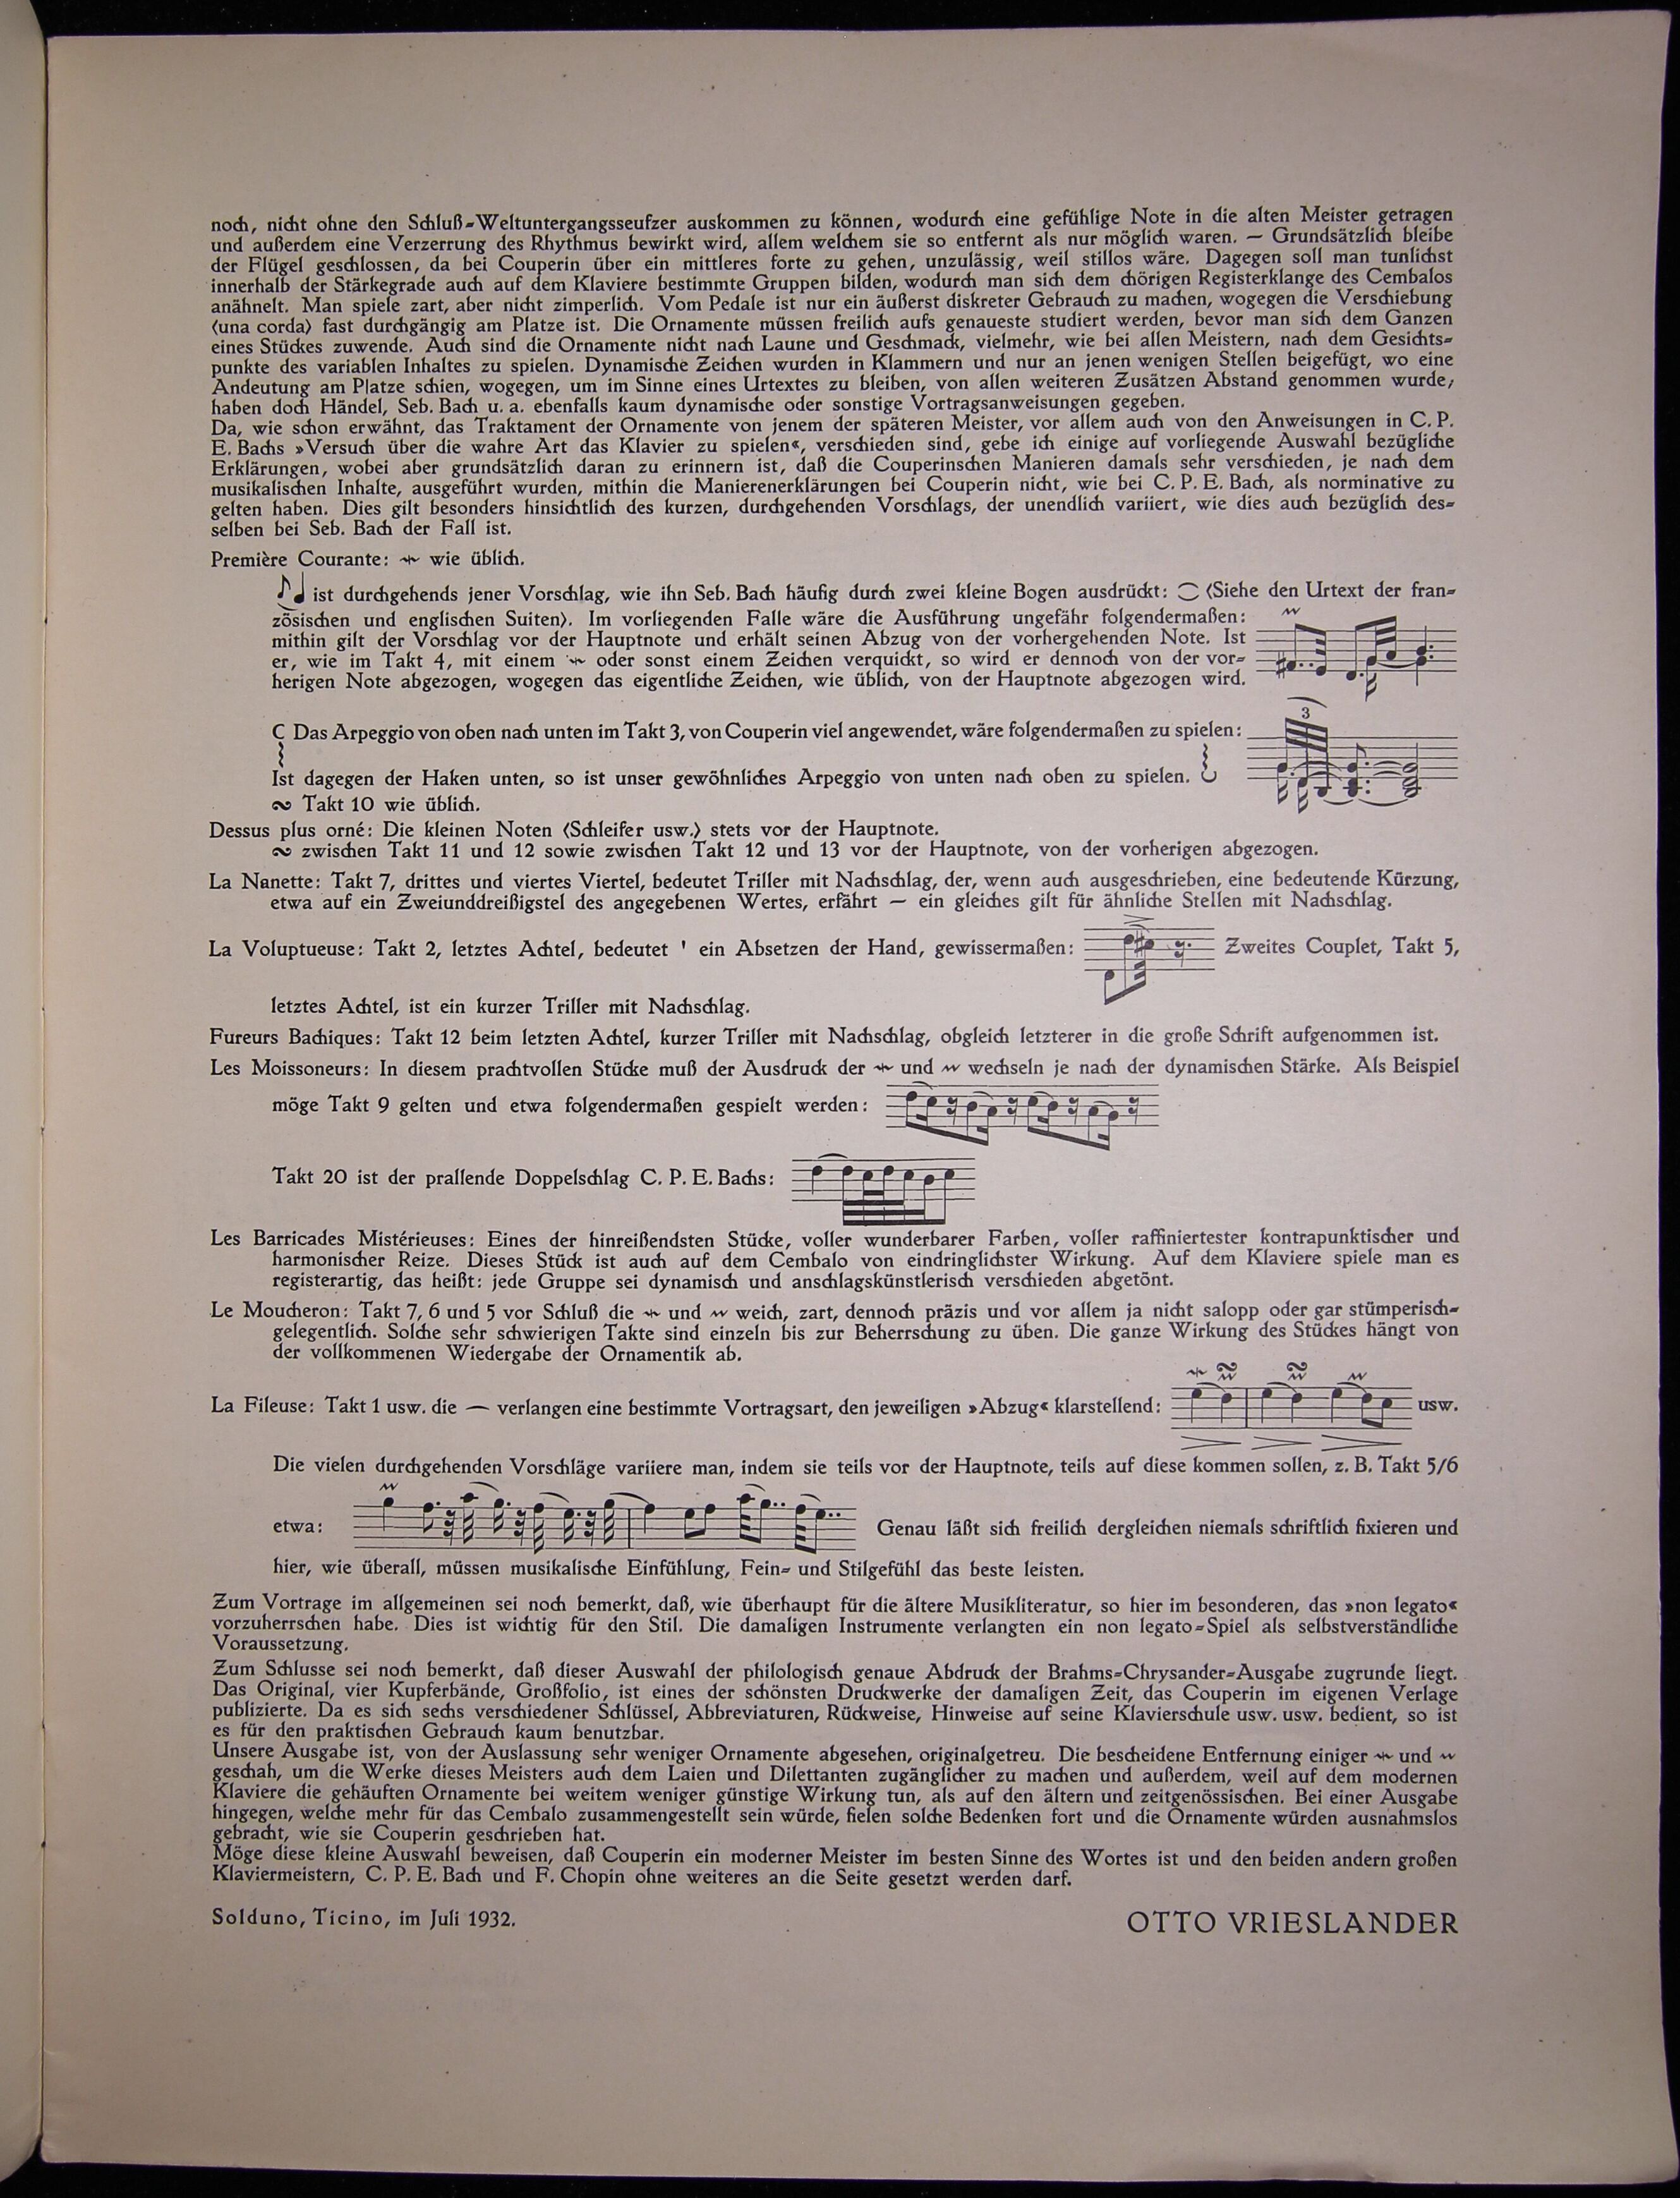 noch, nicht ohne den Schluß-Weltuntergangsseufzer auskommen zu können, wodurch eine gefühlige Note in die alten Meister getragen
und außerdem eine Verzerrung des Rhythmus bewirkt wird, allem welchem sie so entfernt als nur möglich waren. — Grundsätzlich bleibe
der Flügel geschlossen, da bei Couperin über ein mittleres forte zu gehen, unzulässig, weil stillos wäre. Dagegen soll man tunlichst
innerhalb der Stärkegrade auch auf dem Klaviere bestimmte Gruppen bilden, wodurch man sich dem chörigen Registerklange des Cembalos
anähnelt. Man spiele zart, aber nicht zimperlich. Vom Pedale ist nur ein äußerst diskreter Gebrauch zu machen, wogegen die Verschiebung
(una corda) fast durchgängig am Platze ist. Die Ornamente müssen freilich aufs genaueste studiert werden, bevor man sich dem Ganzen
eines Stückes zuwende. Auch sind die Ornamente nicht nach Laune und Geschmack, vielmehr, wie bei allen Meistern, nach dem Gesichts-
punkte des variablen Inhaltes zu spielen. Dynamische Zeichen wurden in Klammern und nur an jenen wenigen Stellen beigefügt, wo eine
Andeutung am Platze schien, wogegen, um im Sinne eines Urtextes zu bleiben, von allen weiteren Zusätzen Abstand genommen wurde;
haben doch Händel, Seb. Bach u. a. ebenfalls kaum dynamische oder sonstige Vortragsanweisungen gegeben.
Da, wie schon erwähnt, das Traktament der Ornamente von jenem der späteren Meister, vor allem auch von den Anweisungen in C. P.
E. Bachs »Versuch über die wahre Art das Klavier zu spielen«, verschieden sind, gebe ich einige auf vorliegende Auswahl bezügliche
Erklärungen, wobei aber grundsätzlich daran zu erinnern ist, daß die Couperinschen Manieren damals sehr verschieden, je nach dem
musikalischen Inhalte, ausgeführt wurden, mithin die Manierenerklärungen bei Couperin nicht, wie bei C. P. E. Bach, als norminative zu
gelten haben. Dies gilt besonders hinsichtlich des kurzen, durchgehenden Vorschlags, der unendlich variiert, wie dies auch bezüglich des-
selben bei Seb. Bach der Fall ist.
Première Courante: wie üblich.
ist durchgehends jener Vorschlag, wie ihn Seb. Bach häufig durch zwei kleine Bogen ausdrückt: (Siehe den Urtext der fran-
zösischen und englischen Suiten). Im vorliegenden Falle wäre die Ausführung ungefähr folgendermaßen:
mithin gilt der Vorschlag vor der Hauptnote und erhält seinen Abzug von der vorhergehenden Note. Ist
er, wie im Takt 4, mit einem oder sonst einem Zeichen verquickt, so wird er dennoch von der vor-
herigen Note abgezogen, wogegen das eigentliche Zeichen, wie üblich, von der Hauptnote abgezogen wird.
3
Das Arpeggio von oben nach unten im Takt 3, von Couperin viel angewendet, wäre folgendermaßen zu spielen:
Ist dagegen der Haken unten, so ist unser gewöhnliches Arpeggio von unten nach oben zu spielen.
Takt 10 wie üblich.
Dessus plus orné: Die kleinen Noten (Schleifer usw.) stets vor der Hauptnote.
zwischen Takt 11 und 12 sowie zwischen Takt 12 und 13 vor der Hauptnote, von der vorherigen abgezogen.
La Nanette: Takt 7, drittes und viertes Viertel, bedeutet Triller mit Nachschlag, der, wenn auch ausgeschrieben, eine bedeutende Kürzung,
etwa auf ein Zweiunddreißigstel des angegebenen Wertes, erfährt — ein gleiches gilt für ähnliche Stellen mit Nachschlag.
La Voluptueuse: Takt 2, letztes Achtel, bedeutet ' ein Absetzen der Hand, gewissermaßen: Zweites Couplet, Takt 5,
letztes Achtel, ist ein kurzer Triller mit Nachschlag.
Fureurs Bachiques: Takt 12 beim letzten Achtel, kurzer Triller mit Nachschlag, obgleich letzterer in die große Schrift aufgenommen ist.
Les Moissoneurs: In diesem prachtvollen Stücke muß der Ausdruck der und wechseln je nach der dynamischen Stärke. Als Beispiel
möge Takt 9 gelten und etwa folgendermaßen gespielt werden:
Takt 20 ist der prallende Doppelschlag C. P. E. Bachs:
Les Barricades Mistérieuses: Eines der hinreißendsten Stücke, voller wunderbarer Farben, voller raffiniertester kontrapunktischer und
harmonischer Reize. Dieses Stück ist auch auf dem Cembalo von eindringlichster Wirkung. Auf dem Klaviere spiele man es
registerartig, das heißt: jede Gruppe sei dynamisch und anschlagskünstlerisch verschieden abgetönt.
Le Moucheron: Takt 7, 6 und 5 vor Schluß die und weich, zart, dennoch präzis und vor allem ja nicht salopp oder gar stümperisch-
gelegentlich. Solche sehr schwierigen Takte sind einzeln bis zur Beherrschung zu üben. Die ganze Wirkung des Stückes hängt von
der vollkommenen Wiedergabe der Ornamentik ab.
La Fileuse: Takt 1 usw. die verlangen eine bestimmte Vortragsart, den jeweiligen »Abzug« klarstellend: usw.
Die vielen durchgehenden Vorschläge variiere man, indem sie teils vor der Hauptnote, teils auf diese kommen sollen, z. B. Takt 5/6
etwa: Genau läßt sich freilich dergleichen niemals schriftlich fixieren und
hier, wie überall, müssen musikalische Einfühlung, Fein- und Stilgefühl das beste leisten.
Zum Vortrage im allgemeinen sei noch bemerkt, daß, wie überhaupt für die ältere Musikliteratur, so hier im besonderen, das »non legato«
vorzuherrschen habe. Dies ist wichtig für den Stil. Die damaligen Instrumente verlangten ein non legato-Spiel als selbstverständliche
Voraussetzung.
Zum Schlusse sei noch bemerkt, daß dieser Auswahl der philologisch genaue Abdruck der Brahms-Chrysander-Ausgabe zugrunde liegt.
Das Original, vier Kupferbände, Großfolio, ist eines der schönsten Druckwerke der damaligen Zeit, das Couperin im eigenen Verlage
publizierte. Da es sich sechs verschiedener Schlüssel, Abbreviaturen, Rückweise, Hinweise auf seine Klavierschule usw. usw. bedient, so ist
es für den praktischen Gebrauch kaum benutzbar.
Unsere Ausgabe ist, von der Auslassung sehr weniger Ornamente abgesehen, originalgetreu. Die bescheidene Entfernung einiger und
geschah, um die Werke dieses Meisters auch dem Laien und Dilettanten zugänglicher zu machen und außerdem, weil auf dem modernen
Klaviere die gehäuften Ornamente bei weitem weniger günstige Wirkung tun, als auf den ältern und zeitgenössischen. Bei einer Ausgabe
hingegen, welche mehr für das Cembalo zusammengestellt sein würde, fielen solche Bedenken fort und die Ornamente würden ausnahmslos
gebracht, wie sie Couperin geschrieben hat.
Möge diese kleine Auswahl beweisen, daß Couperin ein moderner Meister im besten Sinne des Wortes ist und den beiden andern großen
Klaviermeistern, C. P. E. Bach und F. Chopin ohne weiteres an die Seite gesetzt werden darf.
Solduno, Ticino, im Juli 1932.
OTTO VRIESLANDER